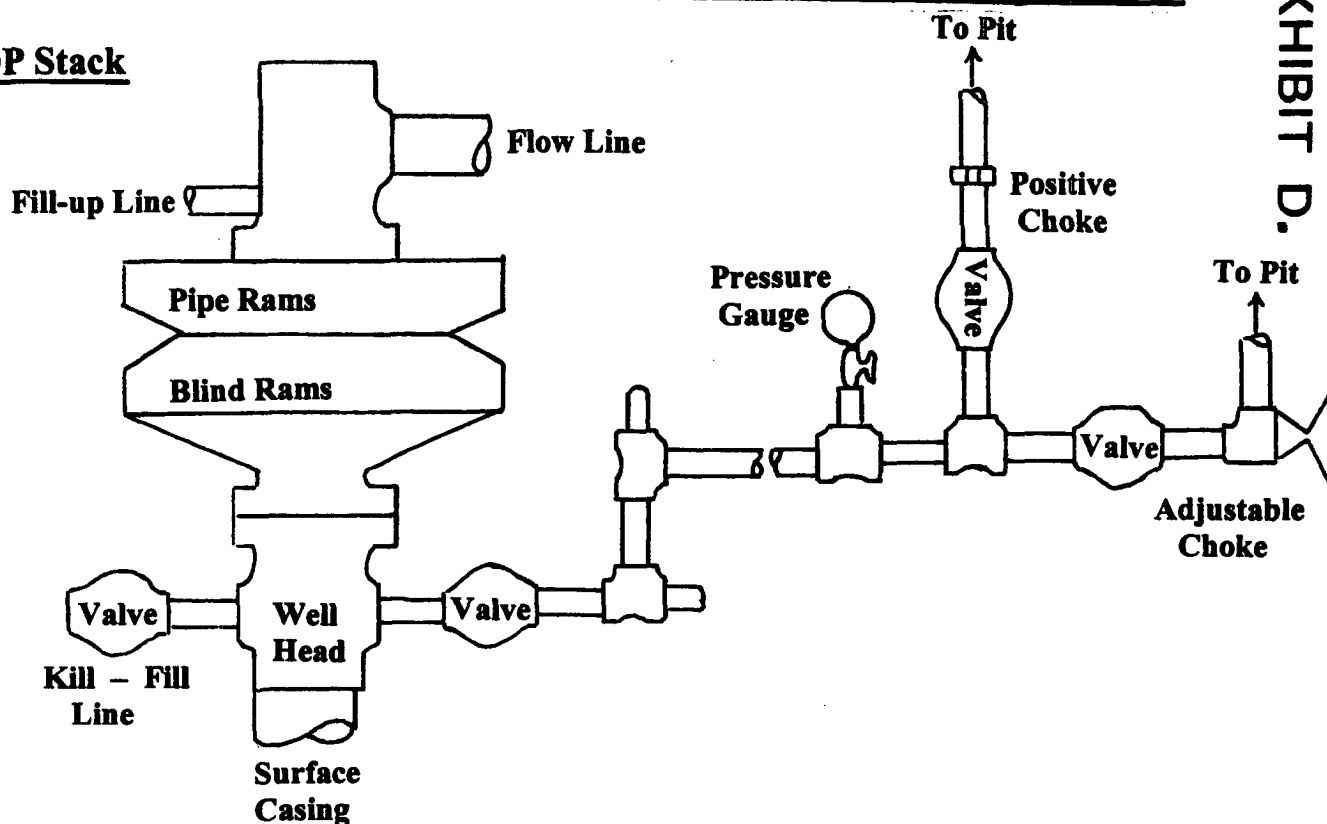 P Stack
To Pit
Flow Line
Fill-up Line
Positive
Choke
Pressure
Gauge
Valve
To Pit
Pipe Rams
Blind Rams
Valve
Adjustable
Choke
Valve
Well
Head
Valve
Kill – Fill
Line
Surface
Casing
XHIBIT D.